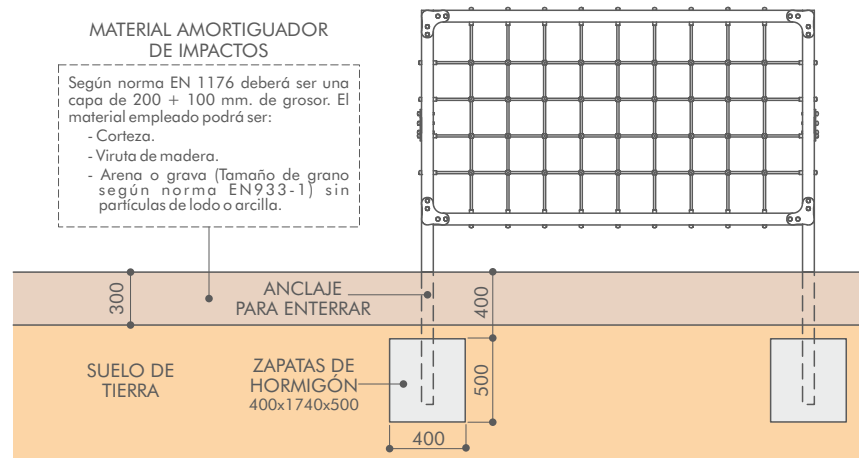 MATERIAL AMORTIGUADOR
DE IMPACTOS
Según norma EN 1176 deberá ser una
capa de 200 + 100 mm. de grosor. El
material empleado podrá ser:
- Corteza.
- Viruta de madera.
- Arena o grava (Tamaño de grano
según norma EN933-1) sin
partículas de lodo o arcilla.
300
ANCLAJE
PARA ENTERRAR
400
SUELO DE
TIERRA
ZAPATAS DE
HORMIGÓN
400x1740x500
500
400